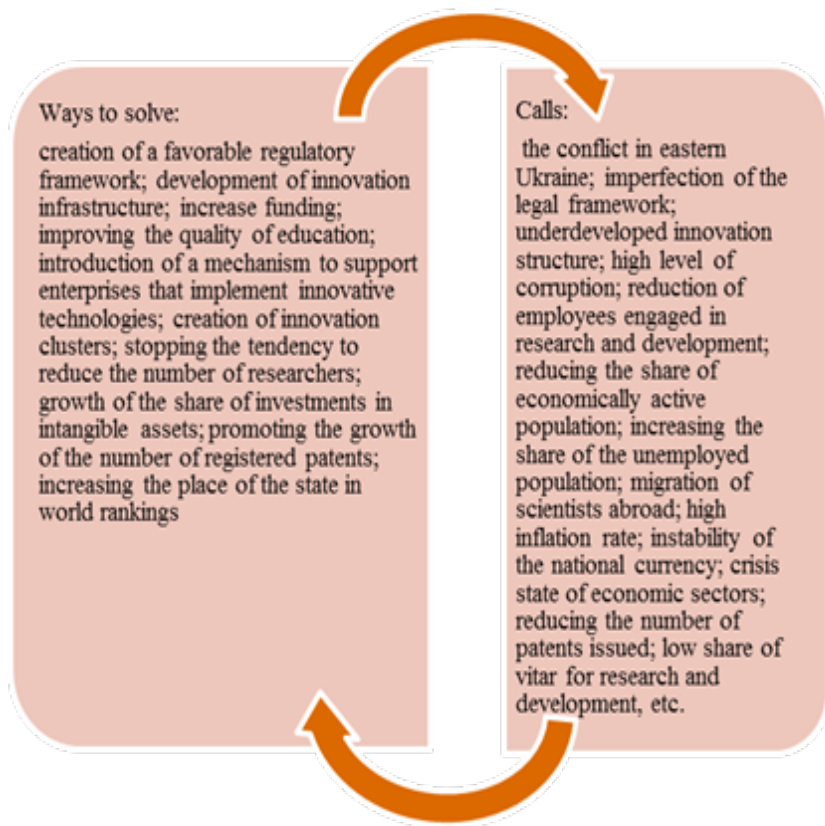 Ways to solve:
creation of a favorable regulatory
framework; development of innovation
infrastructure; increase funding;
improving the quality of education;
introduction of a mechanism to support
enterprises that implement innovative
technologies; creation of innovation
clusters; stopping the tendency to
reduce the number of researchers;
growth of the share of investments in
intangible assets; promoting the growth
of the number of registered patents;
increasing the place of the state in
world rankings
Calls:
the conflict in eastern
Ukraine; imperfection of the
legal framework;
underdeveloped innovation
structure; high level of
corruption; reduction of
employees engaged in
research and development;
reducing the share of
economically active
population; increasing the
share of the unemployed
population; migration of
scientists abroad; high
inflation rate; instability of
the national currency; crisis
state of economic sectors;
reducing the number of
patents issued; low share of
vitar for research and
development, etc.